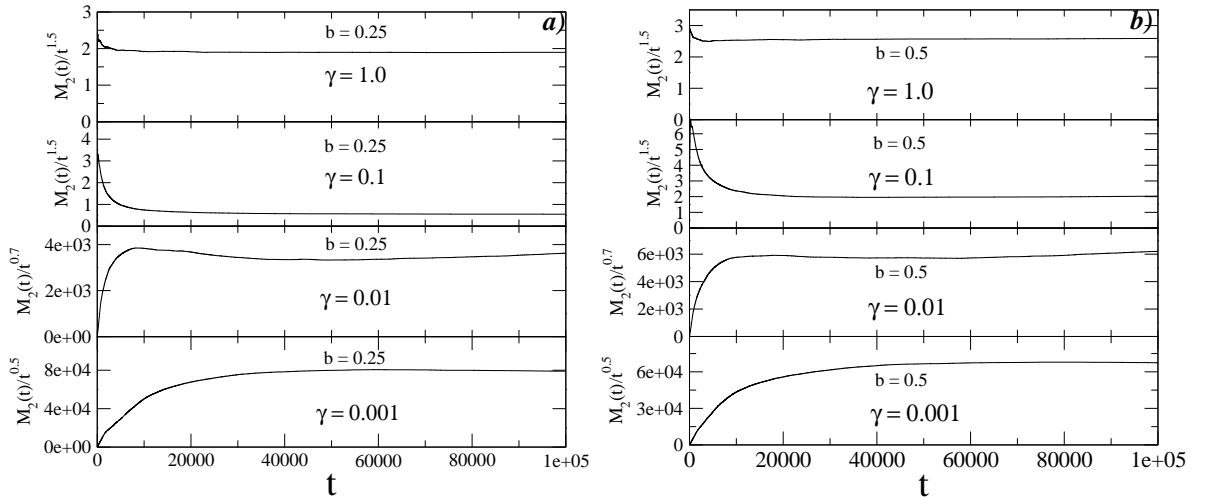 a)
3
2
1
0
M₂(t)/t^1.5
b = 0.25
γ = 1.0
4
3
2
1
0
M₂(t)/t^1.5
b = 0.25
γ = 0.1
4e+03
2e+03
0e+00
M₂(t)/t^0.7
b = 0.25
γ = 0.01
8e+04
4e+04
0e+00
M₂(t)/t^0.5
b = 0.25
γ = 0.001
0 20000 40000 60000 80000 1e+05
t
b)
3
2
1
0
M₂(t)/t^1.5
b = 0.5
γ = 1.0
6
5
4
3
2
1
0
M₂(t)/t^1.5
b = 0.5
γ = 0.1
6e+03
4e+03
2e+03
0
M₂(t)/t^0.7
b = 0.5
γ = 0.01
6e+04
3e+04
0
M₂(t)/t^0.5
b = 0.5
γ = 0.001
0 20000 40000 60000 80000 1e+05
t